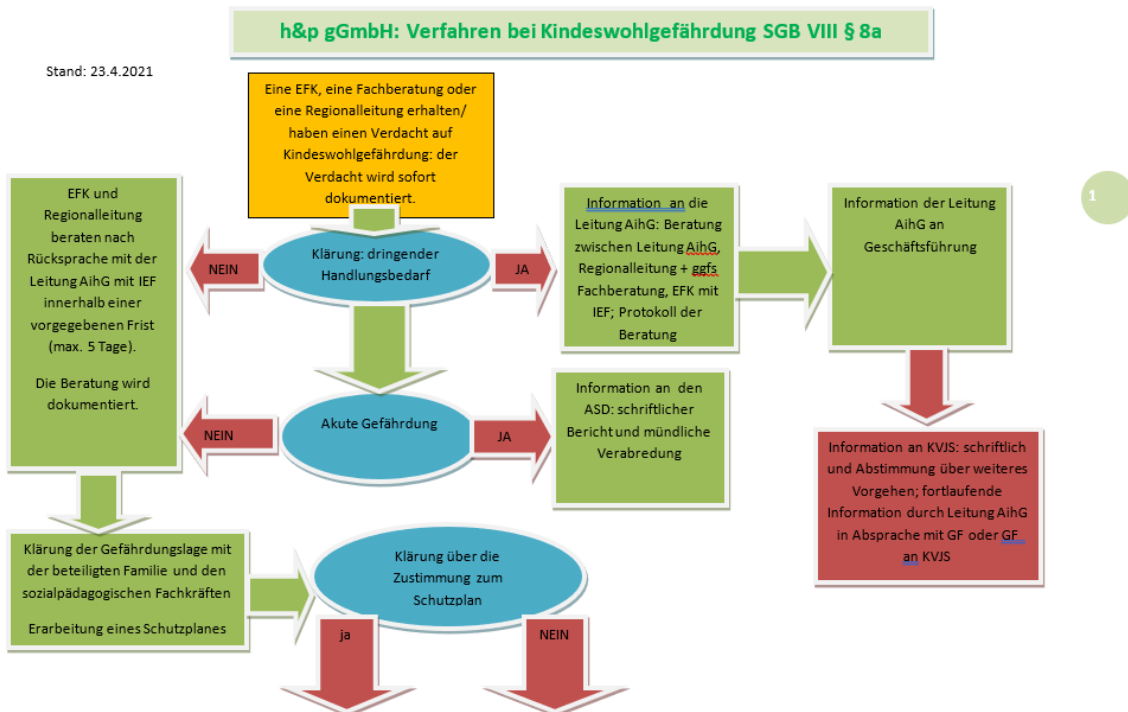 h&p gGmbH: Verfahren bei Kindeswohlgefährdung SGB VIII § 8a
Stand: 23.4.2021
Eine EFK, eine Fachberatung oder
eine Regionalleitung erhalten/
haben einen Verdacht auf
Kindeswohlgefährdung: der
Verdacht wird sofort
dokumentiert.
1
EFK und
Regionalleitung
beraten nach
Rücksprache mit der
Leitung AihG mit IEF
innerhalb einer
vorgegebenen Frist
(max. 5 Tage).
Die Beratung wird
dokumentiert.
NEIN
Klärung: dringender
Handlungsbedarf
JA
Information an die
Leitung AihG: Beratung
zwischen Leitung AihG,
Regionalleitung + ggfs
Fachberatung, EFK mit
IEF; Protokoll der
Beratung
Information der Leitung
AihG an
Geschäftsführung
NEIN
Akute Gefährdung
JA
Information an den
ASD: schriftlicher
Bericht und mündliche
Verabredung
Information an KVJS: schriftlich
und Abstimmung über weiteres
Vorgehen; fortlaufende
Information durch Leitung AihG
in Absprache mit GF oder GF
an KVJS
Klärung der Gefährdungslage mit
der beteiligten Familie und den
sozialpädagogischen Fachkräften
Erarbeitung eines Schutzplanes
Klärung über die
Zustimmung zum
Schutzplan
ja
NEIN